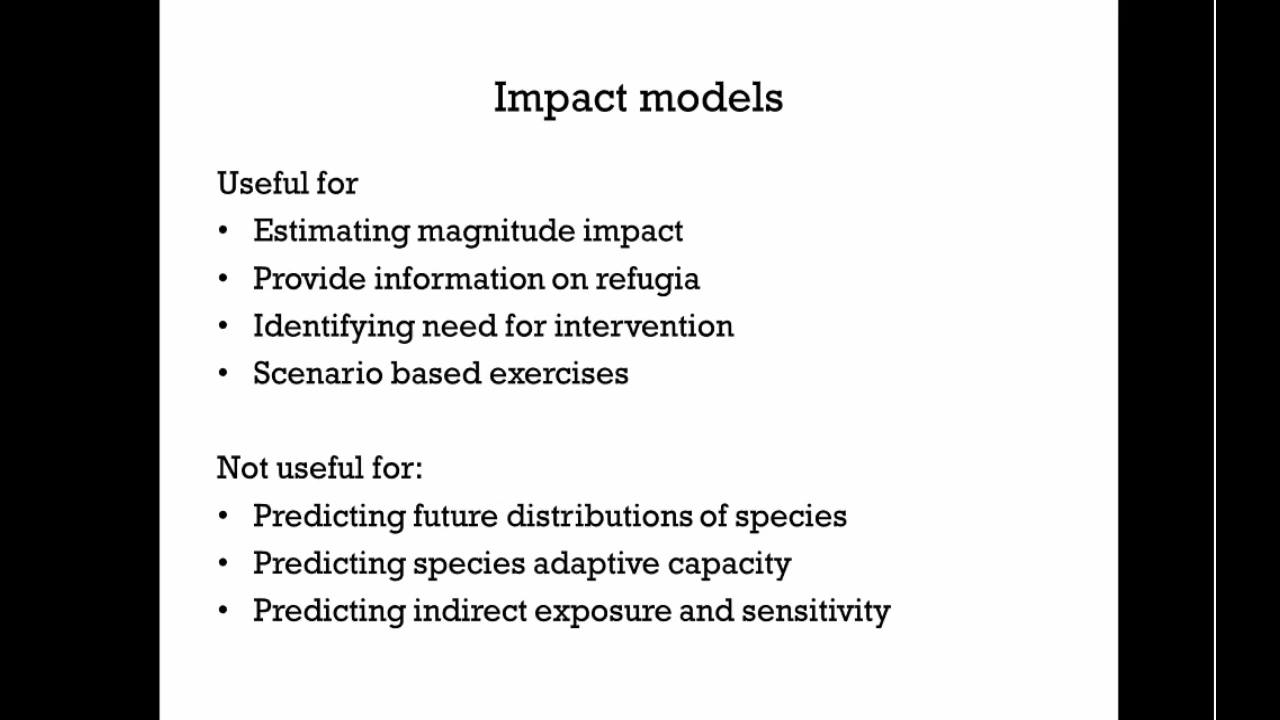 Impact models
Useful for
• Estimating magnitude impact
• Provide information on refugia
• Identifying need for intervention
• Scenario based exercises
Not useful for:
• Predicting future distributions of species
• Predicting species adaptive capacity
• Predicting indirect exposure and sensitivity